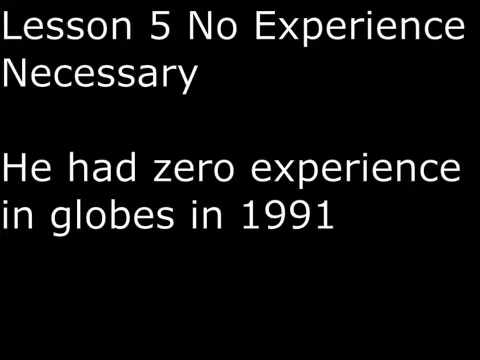 Lesson 5 No Experience
Necessary
He had zero experience
in globes in 1991